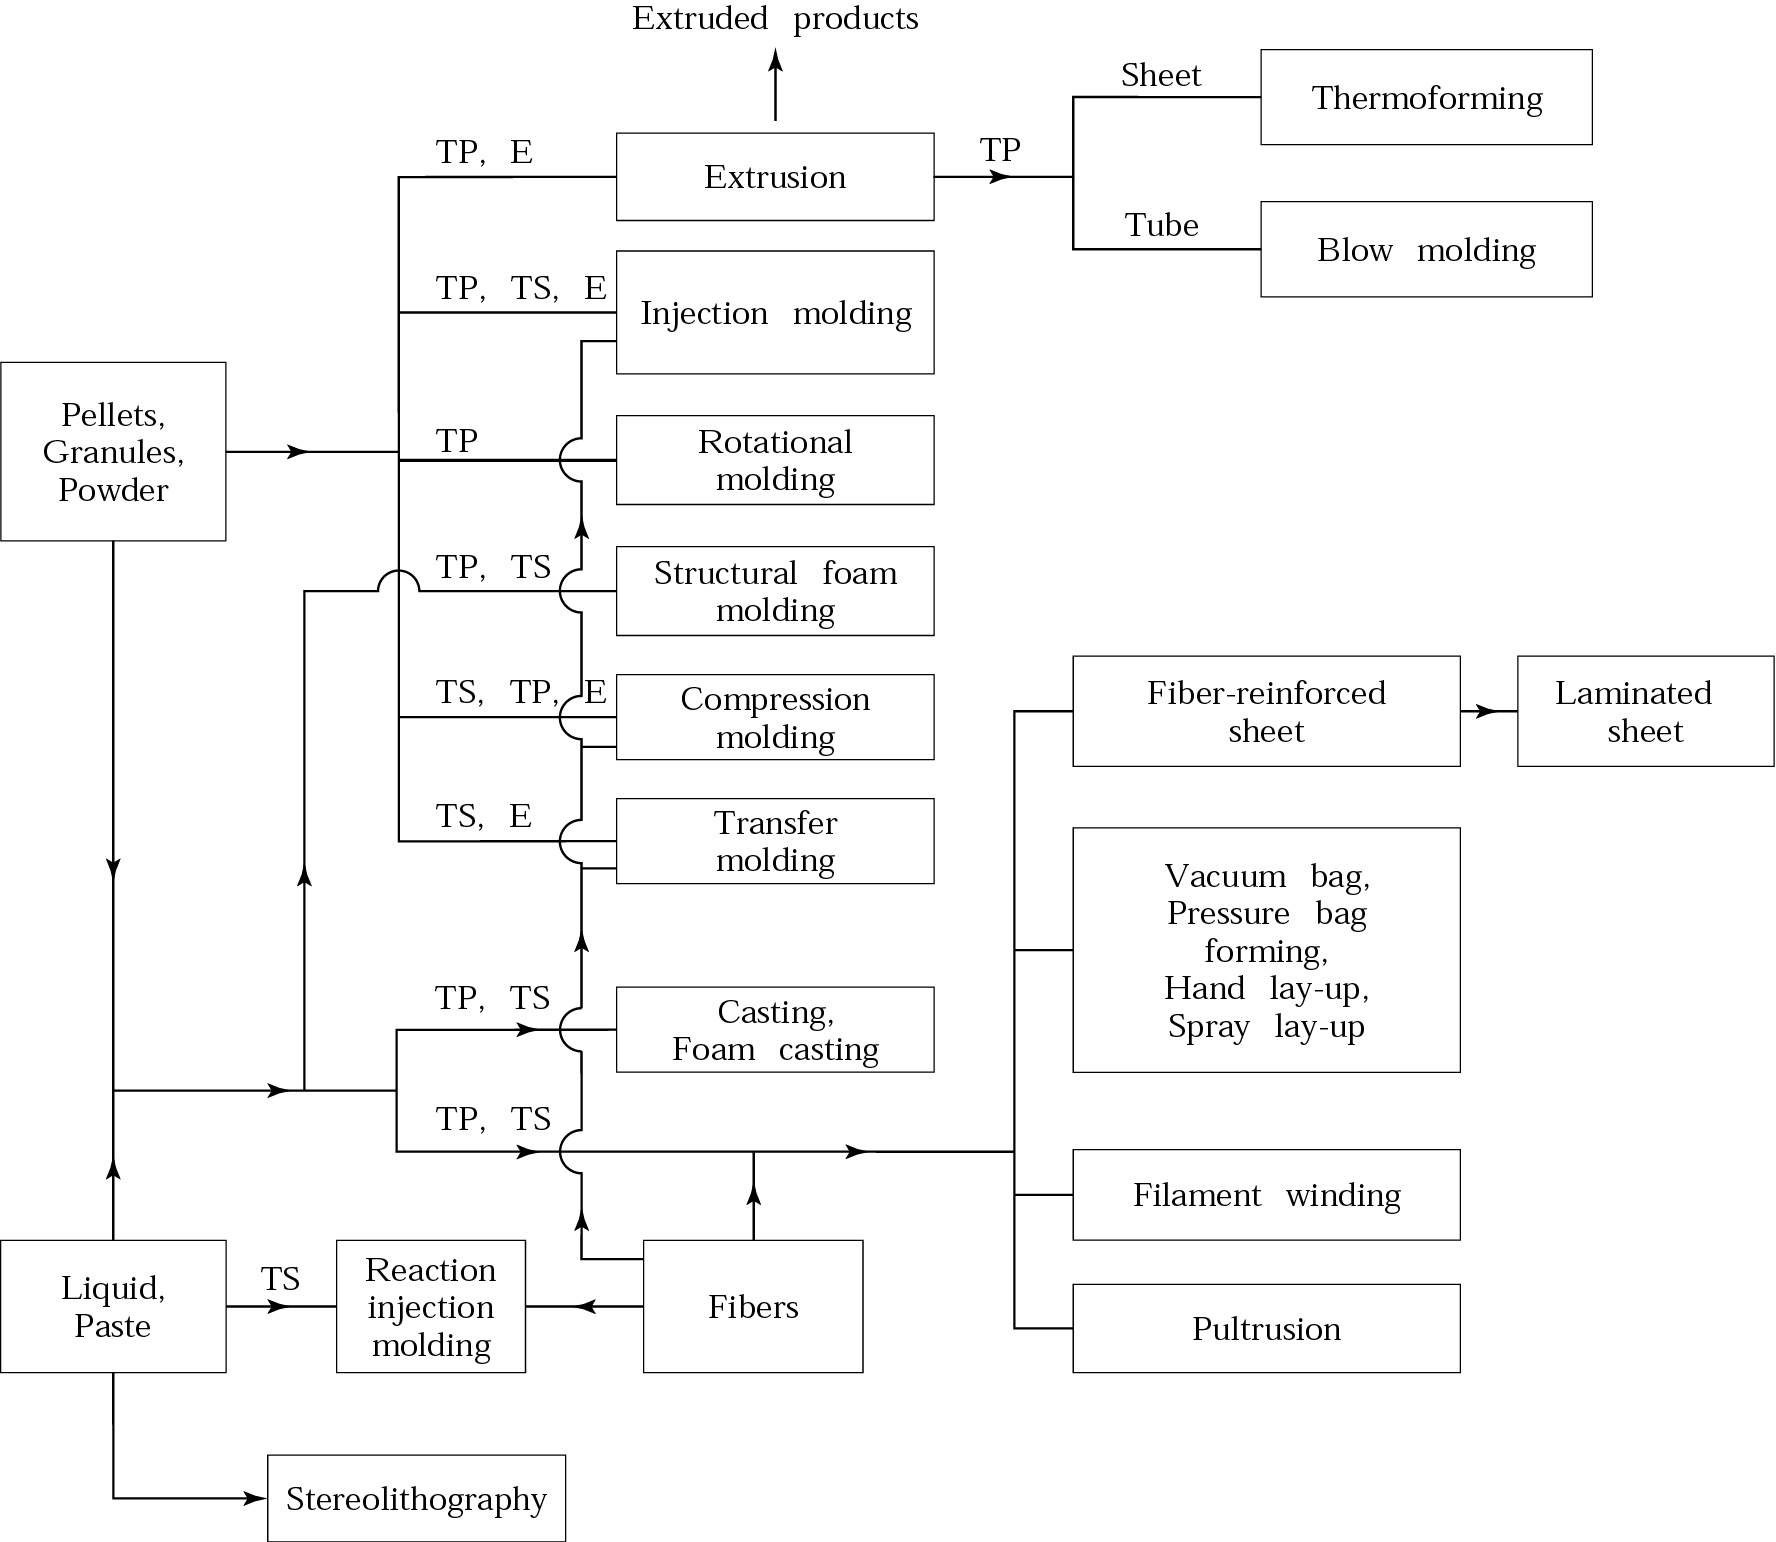 Extruded products
Sheet
Thermoforming
TP, E
Extrusion
TP
Tube
Blow molding
TP, TS, E
Injection molding
Pellets,
Granules,
Powder
TP
Rotational
molding
TP, TS
Structural foam
molding
TS, TP, E
Compression
molding
Fiber-reinforced
sheet
Laminated
sheet
TS, E
Transfer
molding
Vacuum bag,
Pressure bag
forming,
Hand lay-up,
Spray lay-up
TP, TS
Casting,
Foam casting
TP, TS
Filament winding
Liquid,
Paste
TS
Reaction
injection
molding
Fibers
Pultrusion
Stereolithography